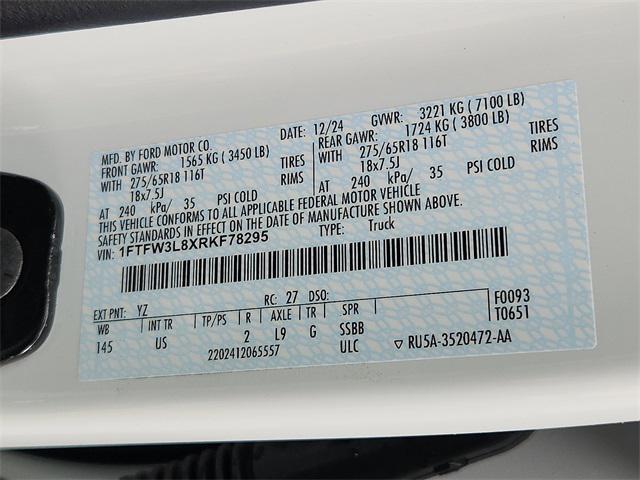 MFD. BY FORD MOTOR CO.
DATE: 12/24 GVWR: 3221 KG (7100 LB)
FRONT GAWR: 1565 KG (3450 LB) REAR GAWR: 1724 KG (3800 LB)
WITH 275/65R18 116T TIRES WITH 275/65R18 116T TIRES
18x7.5J RIMS 18x7.5J RIMS
AT 240 kPa/ 35 PSI COLD AT 240 kPa/ 35 PSI COLD
THIS VEHICLE CONFORMS TO ALL APPLICABLE FEDERAL MOTOR VEHICLE
SAFETY STANDARD IN EFFECT ON THE DATE OF MANUFACTURE SHOWN ABOVE.
VIN: 1FTFW3L8XRKF78295 TYPE: Truck
EXT PNT: YZ RC: 27 DSO: F0093
WB INT TR TP/PS R AXLE TR SPR T0651
145 US 2 L9 G SSBB
2202412065557 ULC ▽ RU5A-3520472-AA